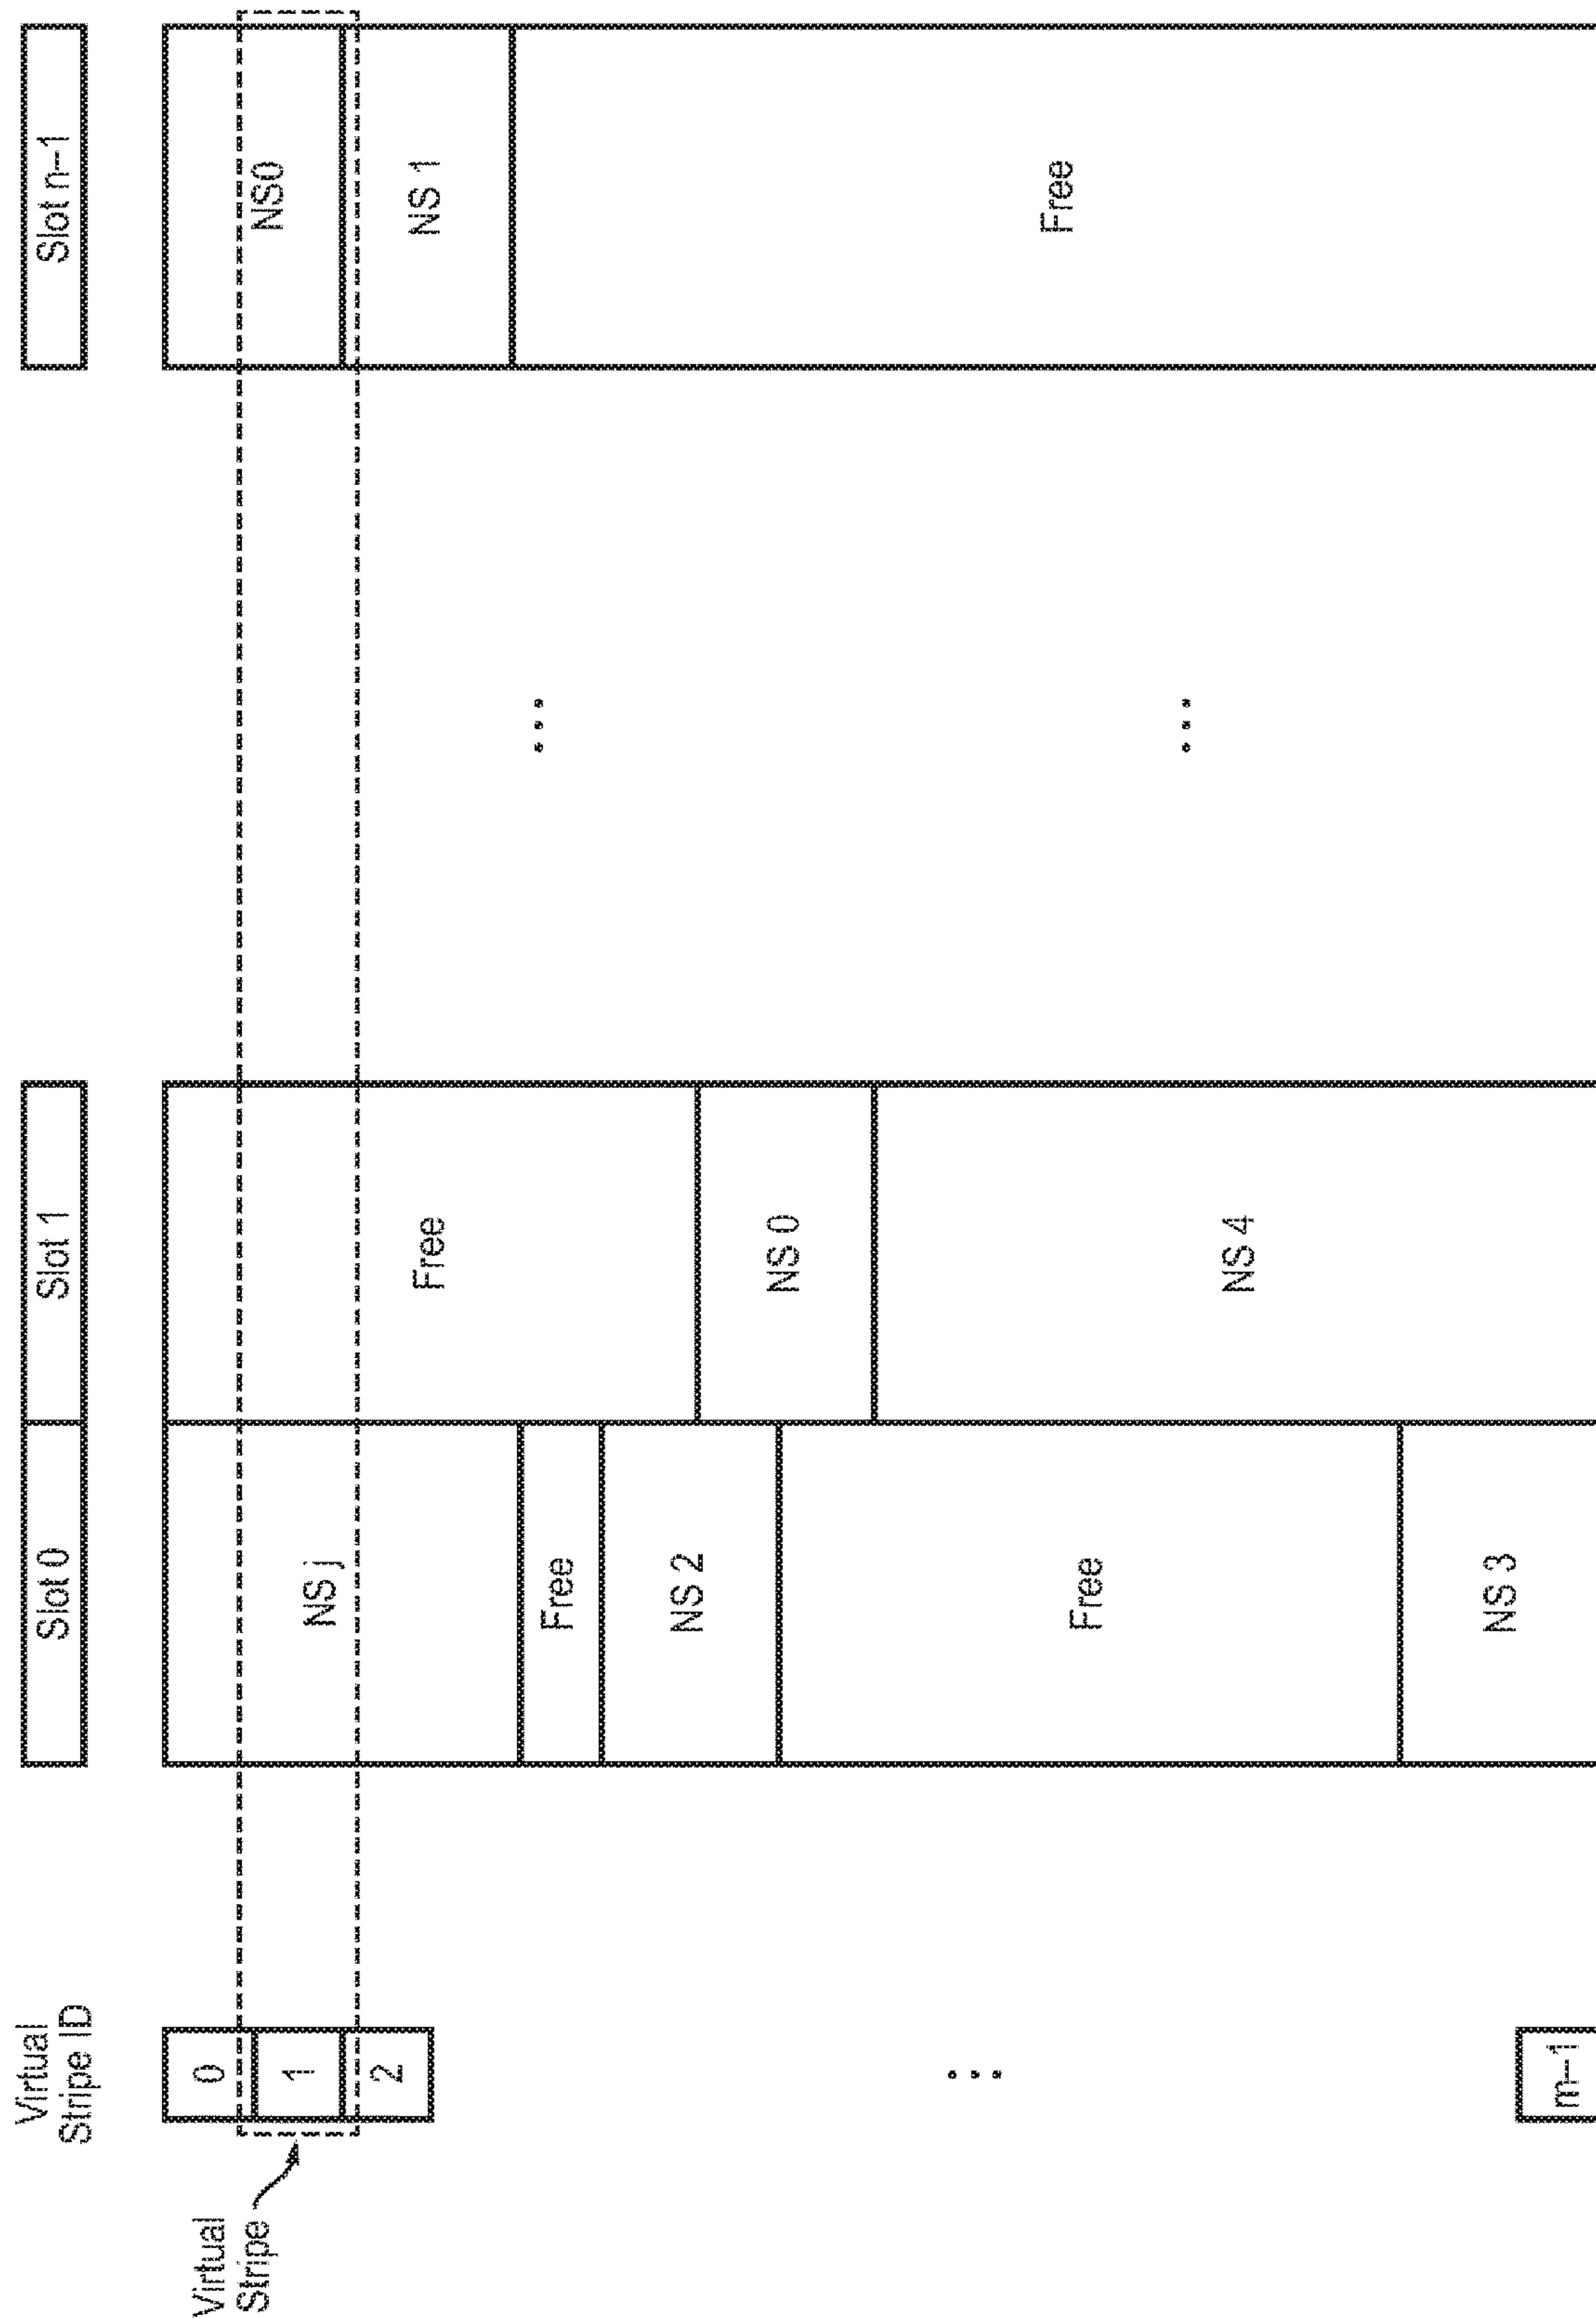 Virtual
Stripe ID
Slot 0
Slot 1
Slot n–1
Virtual
Stripe
0
1
2
...
m–1
NS j
Free
NS 2
Free
NS 3
Free
NS 0
NS 4
...
...
NS0
NS 1
Free